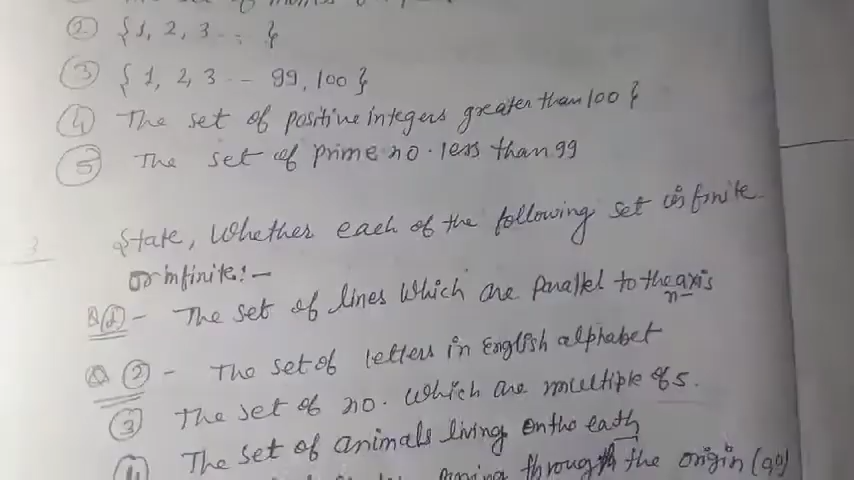 ② {1, 2, 3 ... }
③ { 1, 2, 3 -- 99, 100 }
④ The set of positive integers greater than 100 }
⑤ The set of prime no. less than 99
3
State, Whether each of the following set is finite
or infinite:-
Q ① - The set of lines which are Parallel to the axis
x-
Q ② - The set of letters in English alphabet
③ The set of no. which are multiple of 5.
④ The set of animals living on the eath
through the origin (0,0)